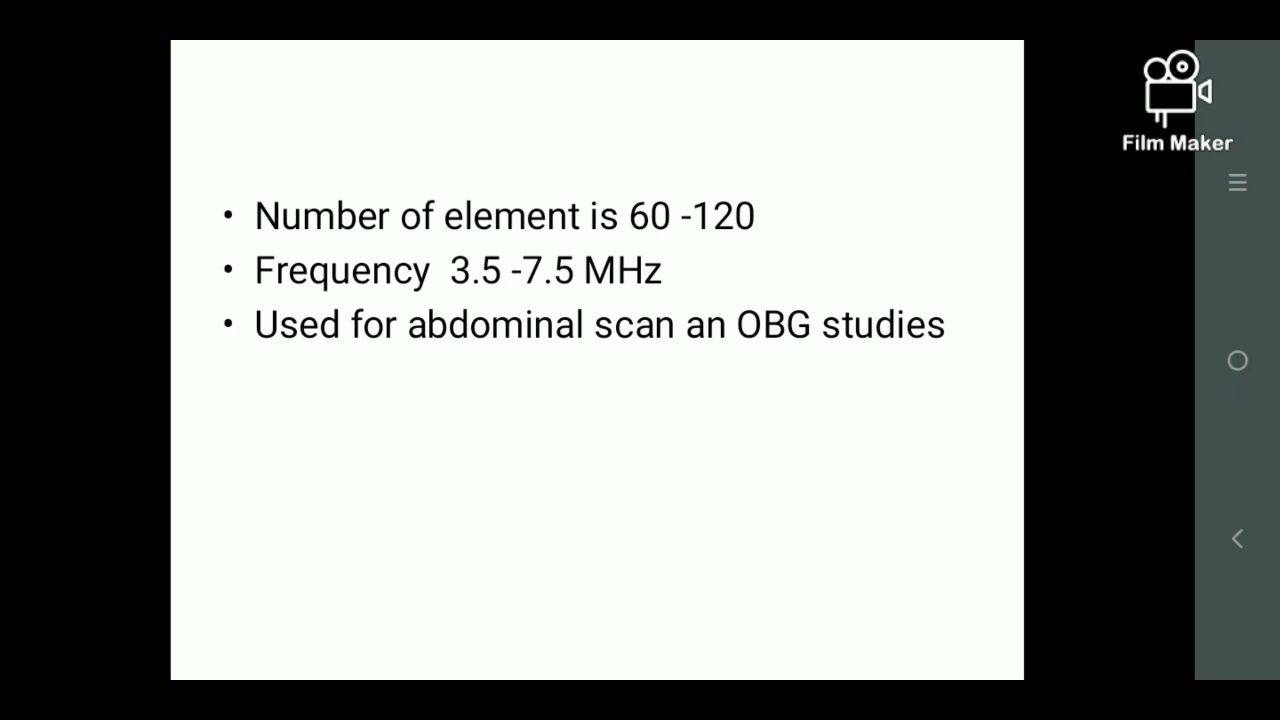 Film Maker
• Number of element is 60 -120
• Frequency  3.5 -7.5 MHz
• Used for abdominal scan an OBG studies